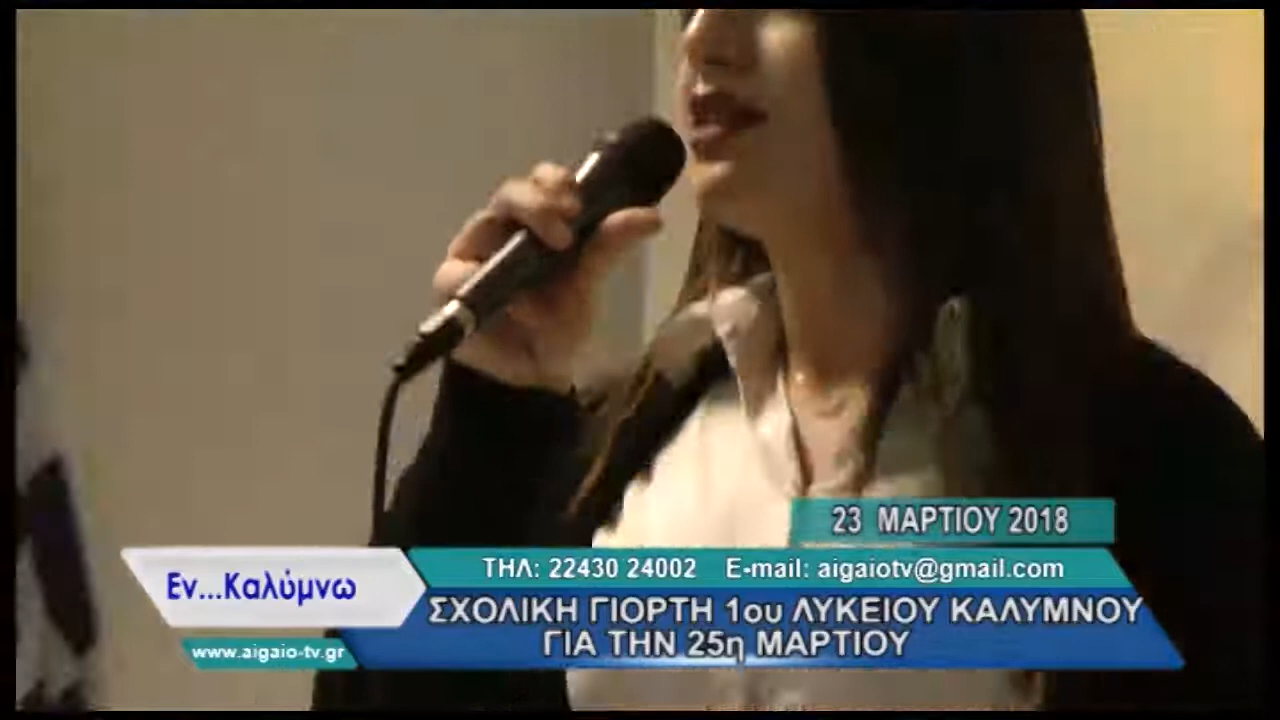 23 ΜΑΡΤΙΟΥ 2018
ΤΗΛ: 22430 24002 E-mail: aigaiotv@gmail.com
Εν...Καλύμνω
ΣΧΟΛΙΚΗ ΓΙΟΡΤΗ 1ου ΛΥΚΕΙΟΥ ΚΑΛΥΜΝΟΥ
ΓΙΑ ΤΗΝ 25η ΜΑΡΤΙΟΥ
www.aigaio-tv.gr